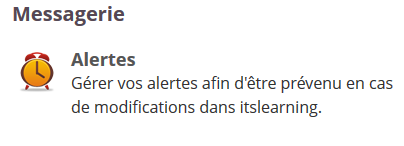 Messagerie
Alertes
Gérer vos alertes afin d'être prévenu en cas
de modifications dans itslearning.